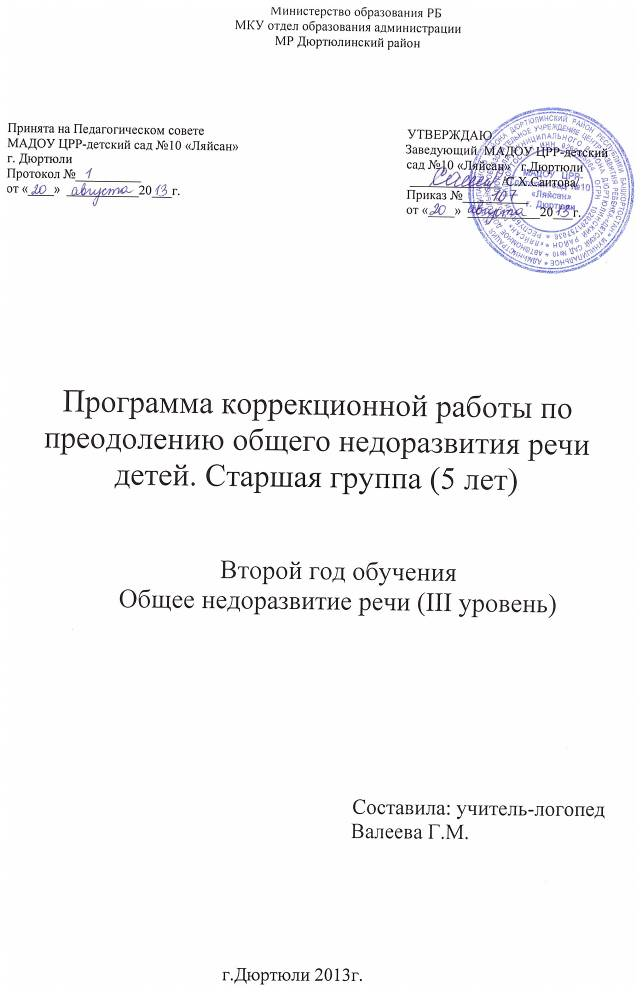 Министерство образования РБ
МКУ отдел образования администрации
МР Дюртюлинский район
Принята на Педагогическом совете
МАДОУ ЦРР-детский сад №10 «Ляйсан»
г. Дюртюли
Протокол № 1
от «20» августа 2013 г.
УТВЕРЖДАЮ
Заведующий МАДОУ ЦРР-детский
сад №10 «Ляйсан» г.Дюртюли
/С.Х.Саитова/
Приказ № 107
от «20» августа 2013г.
Программа коррекционной работы по
преодолению общего недоразвития речи
детей. Старшая группа (5 лет)
Второй год обучения
Общее недоразвитие речи (III уровень)
Составила: учитель-логопед
Валеева Г.М.
г.Дюртюли 2013г.